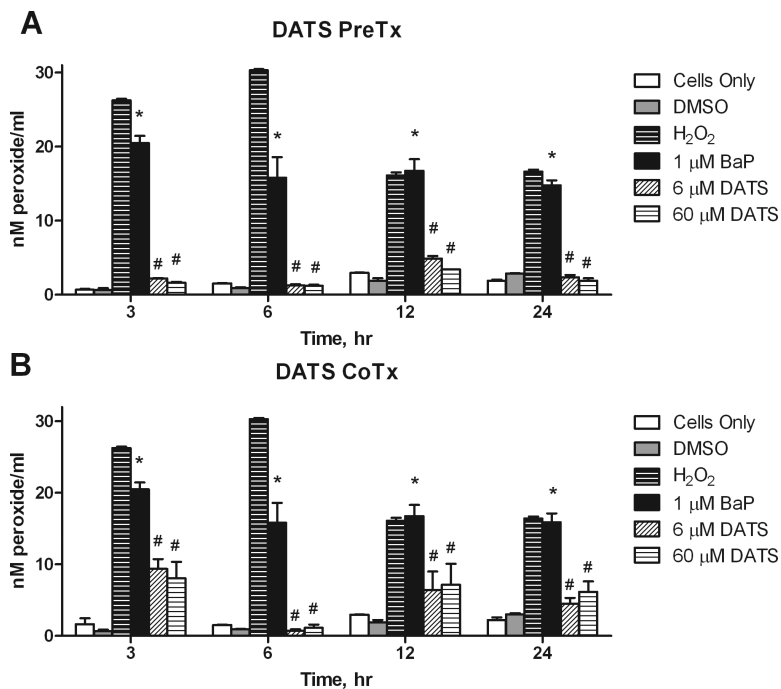 A
DATS PreTx
nM peroxide/ml
30
20
10
0
* * * *
# # # # # # # #
3 6 12 24
Time, hr
Cells Only
DMSO
H₂O₂
1 μM BaP
6 μM DATS
60 μM DATS
B
DATS CoTx
nM peroxide/ml
30
20
10
0
* * * *
# # # # # # # #
3 6 12 24
Time, hr
Cells Only
DMSO
H₂O₂
1 μM BaP
6 μM DATS
60 μM DATS